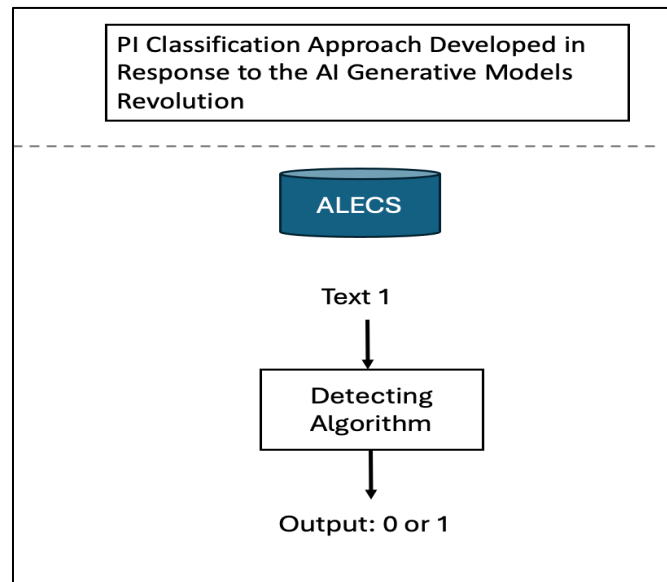 PI Classification Approach Developed in
Response to the AI Generative Models
Revolution
ALECS
Text 1
Detecting
Algorithm
Output: 0 or 1